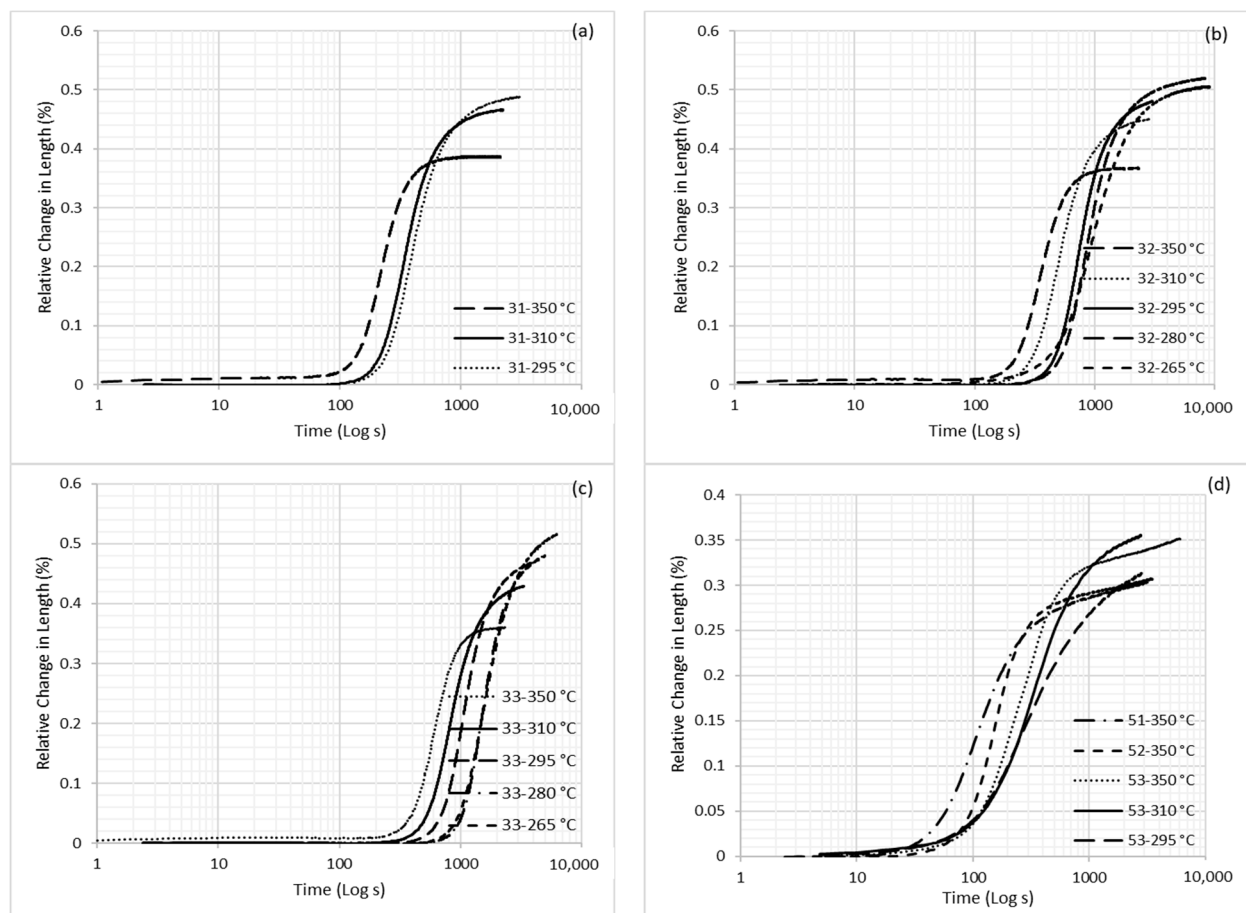 (a)
Relative Change in Length (%)
0.6
0.5
0.4
0.3
0.2
0.1
0
31-350 °C
31-310 °C
31-295 °C
1 10 100 1000 10,000
Time (Log s)
(b)
Relative Change in Length (%)
0.6
0.5
0.4
0.3
0.2
0.1
0
32-350 °C
32-310 °C
32-295 °C
32-280 °C
32-265 °C
1 10 100 1000 10,000
Time (Log s)
(c)
Relative Change in Length (%)
0.6
0.5
0.4
0.3
0.2
0.1
0
33-350 °C
33-310 °C
33-295 °C
33-280 °C
33-265 °C
1 10 100 1000 10,000
Time (Log s)
(d)
Relative Change in Length (%)
0.4
0.35
0.3
0.25
0.2
0.15
0.1
0.05
0
51-350 °C
52-350 °C
53-350 °C
53-310 °C
53-295 °C
1 10 100 1000 10,000
Time (Log s)